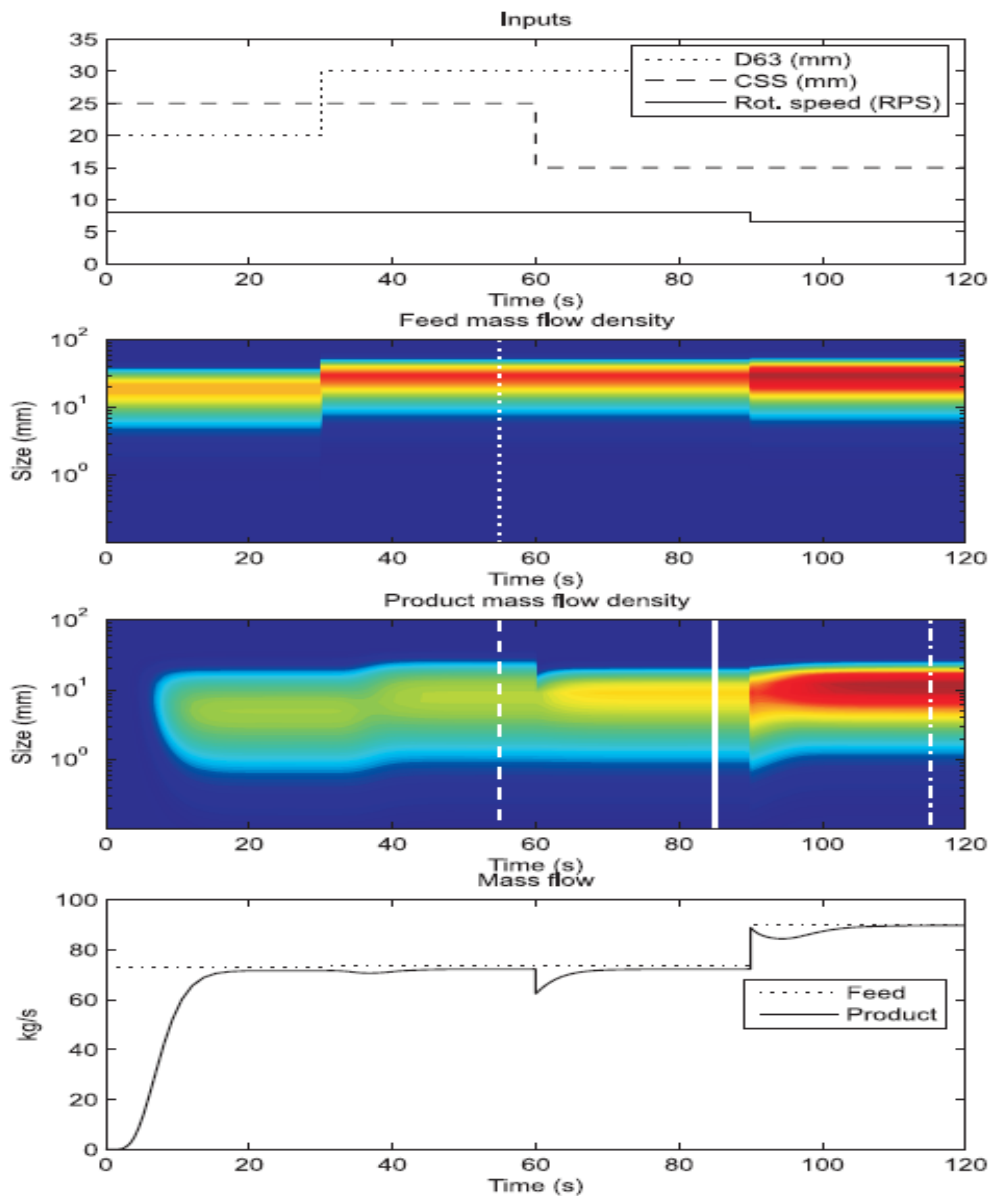 Inputs
35
30
25
20
15
10
5
0
D63 (mm)
CSS (mm)
Rot. speed (RPS)
0 20 40 60 80 100 120
Time (s)
Feed mass flow density
Size (mm)
10²
10¹
10⁰
0 20 40 60 80 100 120
Time (s)
Product mass flow density
Size (mm)
10²
10¹
10⁰
0 20 40 60 80 100 120
Time (s)
Mass flow
kg/s
100
80
60
40
20
0
Feed
Product
0 20 40 60 80 100 120
Time (s)